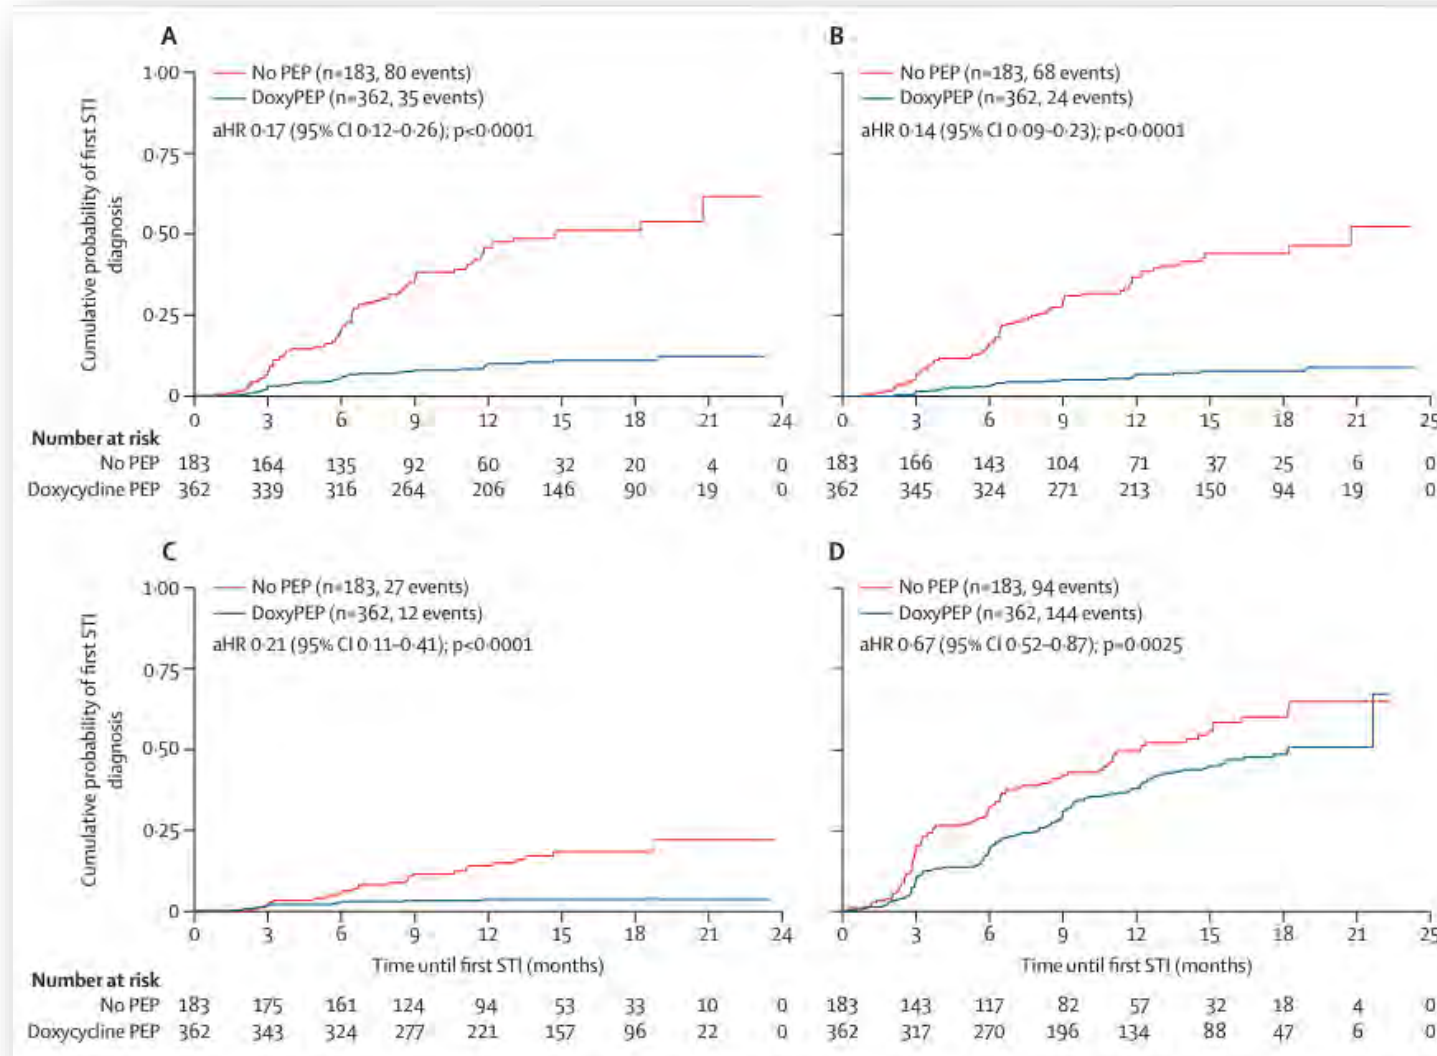 A
1·00
No PEP (n=183, 80 events)
DoxyPEP (n=362, 35 events)
aHR 0·17 (95% CI 0·12–0·26); p<0·0001
0·75
0·50
0·25
0
Cumulative probability of first STI
diagnosis
0 3 6 9 12 15 18 21 24
Number at risk
No PEP 183 164 135 92 60 32 20 4 0
Doxycycline PEP 362 339 316 264 206 146 90 19 0
B
No PEP (n=183, 68 events)
DoxyPEP (n=362, 24 events)
aHR 0·14 (95% CI 0·09–0·23); p<0·0001
0 3 6 9 12 15 18 21 25
183 166 143 104 71 37 25 6 0
362 345 324 271 213 150 94 19 0
C
1·00
No PEP (n=183, 27 events)
DoxyPEP (n=362, 12 events)
aHR 0·21 (95% CI 0·11–0·41); p<0·0001
0·75
0·50
0·25
0
Cumulative probability of first STI
diagnosis
0 3 6 9 12 15 18 21 24
Time until first STI (months)
Number at risk
No PEP 183 175 161 124 94 53 33 10 0
Doxycycline PEP 362 343 324 277 221 157 96 22 0
D
No PEP (n=183, 94 events)
DoxyPEP (n=362, 144 events)
aHR 0·67 (95% CI 0·52–0·87); p=0·0025
0 3 6 9 12 15 18 21 25
Time until first STI (months)
183 143 117 82 57 32 18 4 0
362 317 270 196 134 88 47 6 0